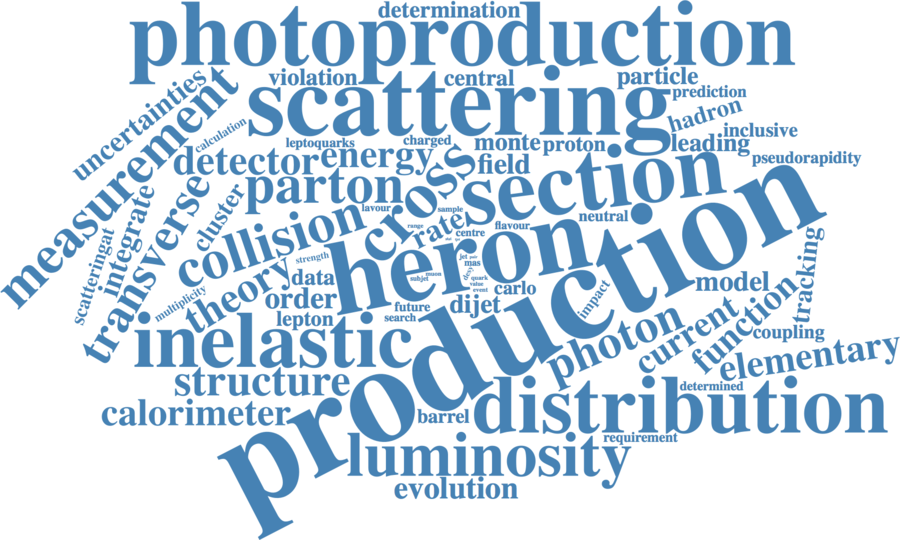 determination
photoproduction
violation
central
particle
prediction
uncertainties
scattering
hadron
measurement
calculation
leptoquarks
charged
monte
proton
leading
inclusive
detector
energy
field
pseudorapidity
parton
cross
section
transverse
integrate
cluster
lavour
sample
range
rate
centre
flavour
neutral
collision
heron
scatteringat
theory
strength
data
muon
subjet
jet
pair
mas
dexy
quark
value
event
carlo
impact
model
tracking
multiplicity
order
future
dijet
search
lepton
production
inelastic
photon
current
function
coupling
elementary
structure
determined
calorimeter
barrel
distribution
requirement
luminosity
evolution